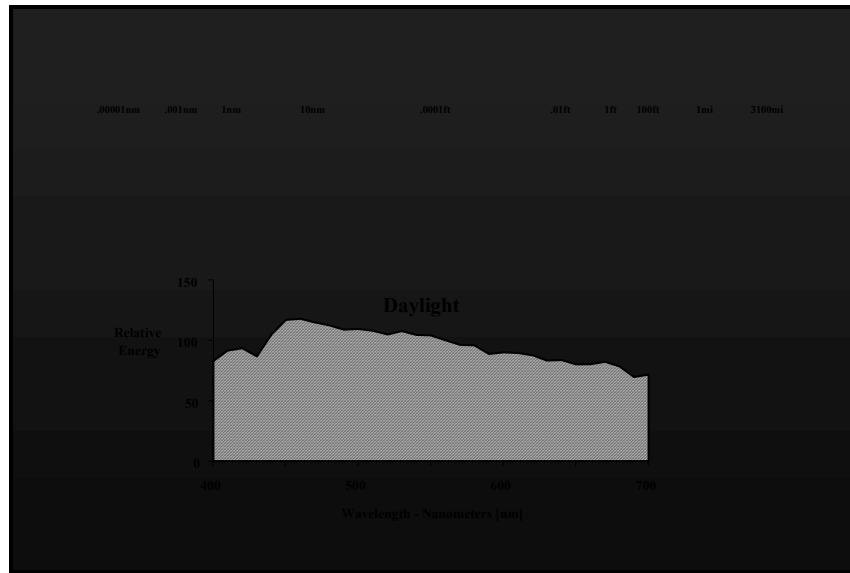 .00001nm .001nm 1nm 10nm .0001ft .01ft 1ft 100ft 1mi 3100mi
150
Daylight
Relative
100
Energy
50
0
400 500 600 700
Wavelength - Nanometers [nm]